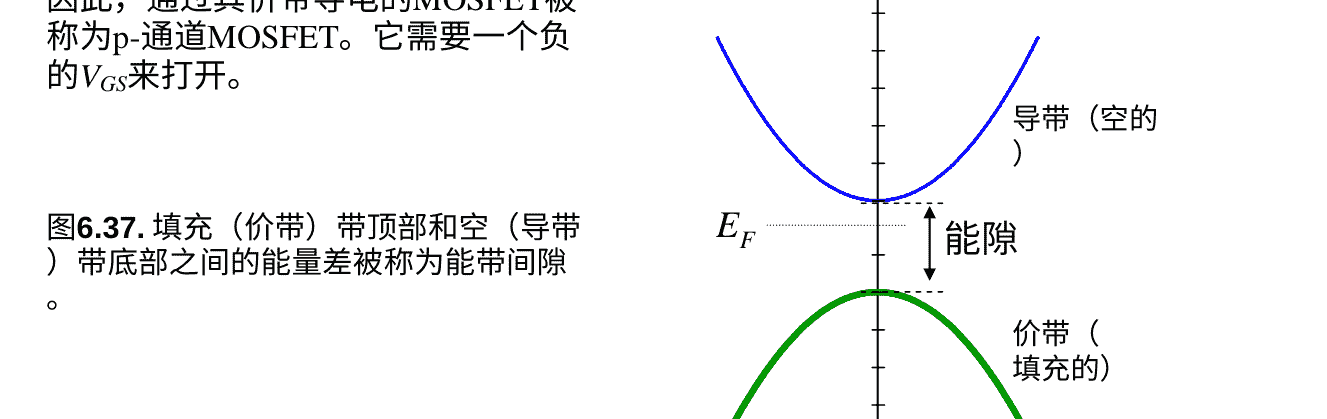 因此，通过其价带导电的MOSFET被
称为p-通道MOSFET。它需要一个负
的V_GS来打开。
导带（空的
）
图6.37. 填充（价带）带顶部和空（导带
）带底部之间的能量差被称为能带间隙
。
E_F
能隙
价带（
填充的）